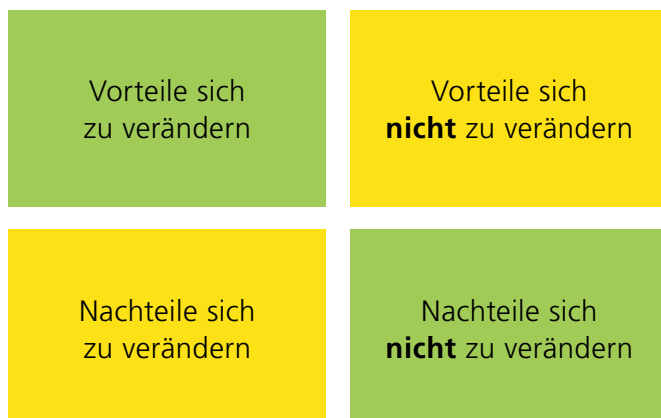 Vorteile sich
zu verändern
Vorteile sich
nicht zu verändern
Nachteile sich
zu verändern
Nachteile sich
nicht zu verändern